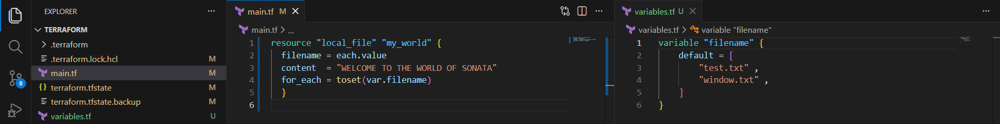 EXPLORER ...
TERRAFORM
.terraform
.terraform.lock.hcl M
main.tf M
{} terraform.tfstate M
terraform.tfstate.backup M
variables.tf U
8
main.tf M
main.tf > ...
1 resource "local_file" "my_world" {
2 filename = each.value
3 content = "WELCOME TO THE WORLD OF SONATA"
4 for_each = toset(var.filename)
5 }
6
variables.tf U
variables.tf > variable "filename"
1 variable "filename" {
2 default = [
3 "test.txt" ,
4 "window.txt" ,
5 ]
6 }